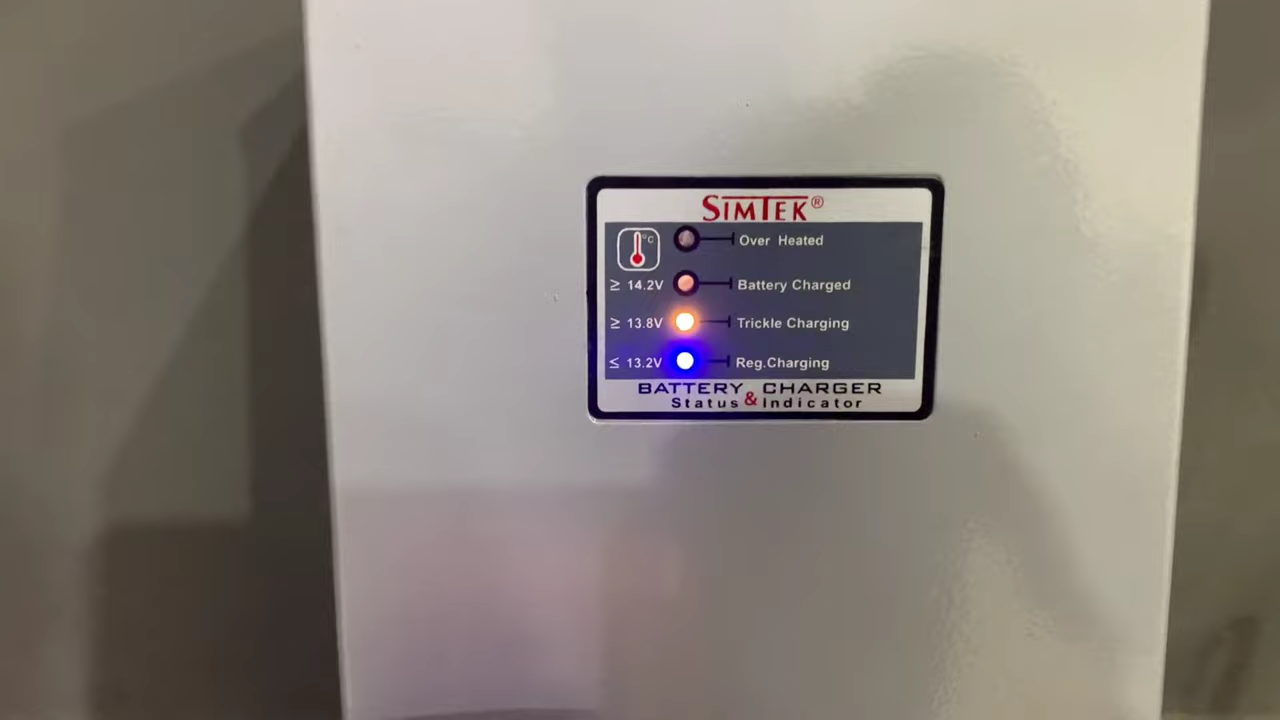 SIMTEK®
°C Over Heated
≥ 14.2V Battery Charged
≥ 13.8V Trickle Charging
≤ 13.2V Reg.Charging
BATTERY CHARGER
Status & Indicator